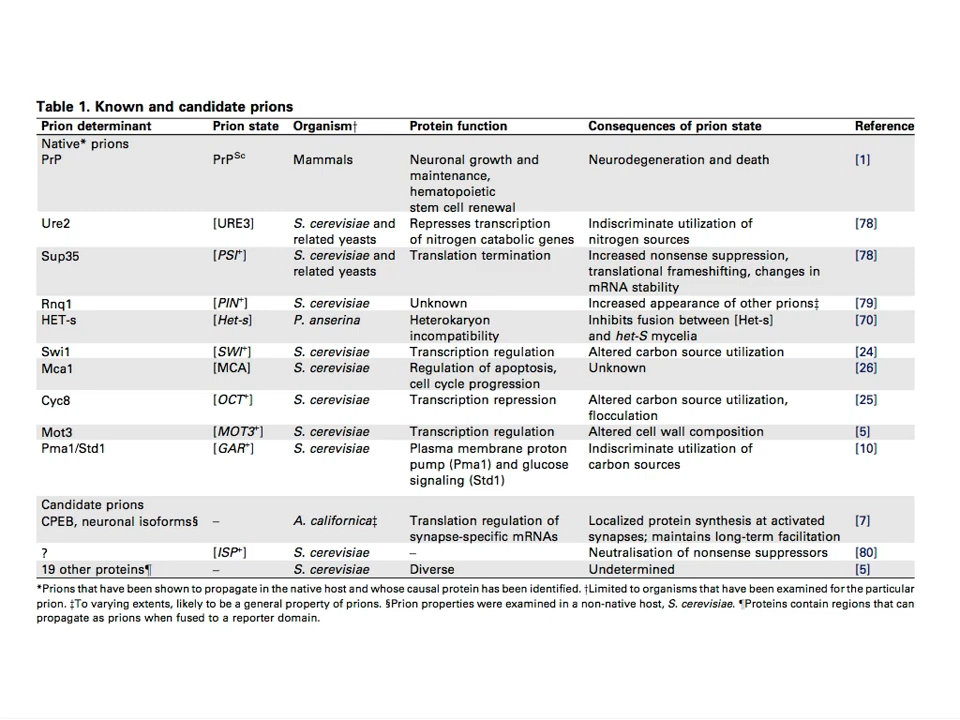 Table 1. Known and candidate prions
Prion determinant Prion state Organism† Protein function Consequences of prion state Reference
Native* prions
PrP PrPSc Mammals Neuronal growth and Neurodegeneration and death [1]
maintenance,
hematopoietic
stem cell renewal
Ure2 [URE3] S. cerevisiae and Represses transcription Indiscriminate utilization of [78]
related yeasts of nitrogen catabolic genes nitrogen sources
Sup35 [PSI+] S. cerevisiae and Translation termination Increased nonsense suppression, [78]
related yeasts translational frameshifting, changes in
mRNA stability
Rnq1 [PIN+] S. cerevisiae Unknown Increased appearance of other prions‡ [79]
HET-s [Het-s] P. anserina Heterokaryon Inhibits fusion between [Het-s] [70]
incompatibility and het-S mycelia
Swi1 [SWI+] S. cerevisiae Transcription regulation Altered carbon source utilization [24]
Mca1 [MCA] S. cerevisiae Regulation of apoptosis, Unknown [26]
cell cycle progression
Cyc8 [OCT+] S. cerevisiae Transcription repression Altered carbon source utilization, [25]
flocculation
Mot3 [MOT3+] S. cerevisiae Transcription regulation Altered cell wall composition [5]
Pma1/Std1 [GAR+] S. cerevisiae Plasma membrane proton Indiscriminate utilization of [10]
pump (Pma1) and glucose carbon sources
signaling (Std1)
Candidate prions
CPEB, neuronal isoforms§ – A. californica‡ Translation regulation of Localized protein synthesis at activated [7]
synapse-specific mRNAs synapses; maintains long-term facilitation
? [ISP+] S. cerevisiae – Neutralisation of nonsense suppressors [80]
19 other proteins¶ – S. cerevisiae Diverse Undetermined [5]
*Prions that have been shown to propagate in the native host and whose causal protein has been identified. †Limited to organisms that have been examined for the particular
prion. ‡To varying extents, likely to be a general property of prions. §Prion properties were examined in a non-native host, S. cerevisiae. ¶Proteins contain regions that can
propagate as prions when fused to a reporter domain.